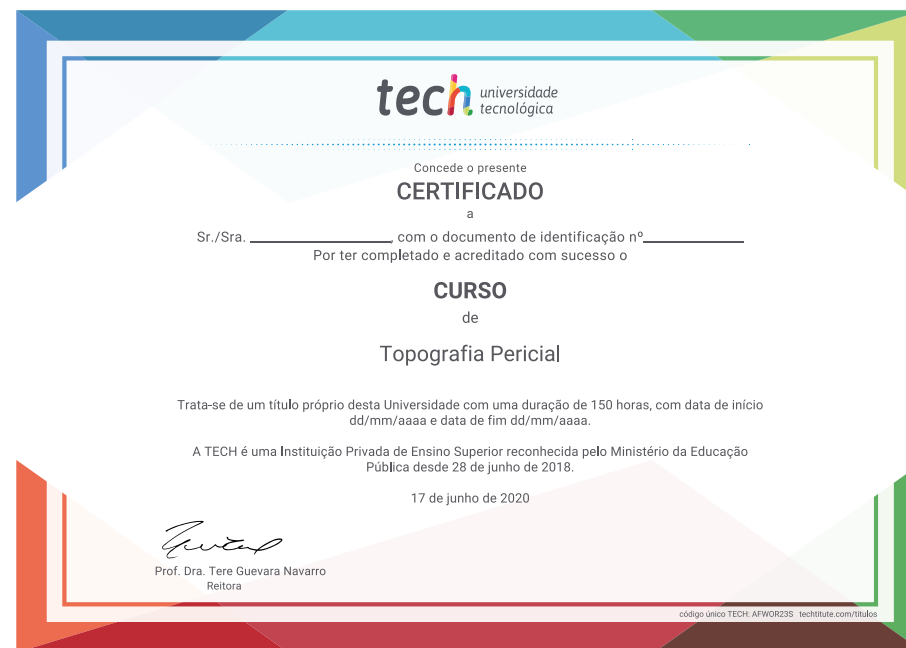 tech universidade
tecnológica
Concede o presente
CERTIFICADO
a
Sr./Sra. ____________________, com o documento de identificação nº______________
Por ter completado e acreditado com sucesso o
CURSO
de
Topografia Pericial
Trata-se de um título próprio desta Universidade com uma duração de 150 horas, com data de início
dd/mm/aaaa e data de fim dd/mm/aaaa.
A TECH é uma Instituição Privada de Ensino Superior reconhecida pelo Ministério da Educação
Pública desde 28 de junho de 2018.
17 de junho de 2020
Prof. Dra. Tere Guevara Navarro
Reitora
código único TECH: AFWOR23S techtitute.com/titulos